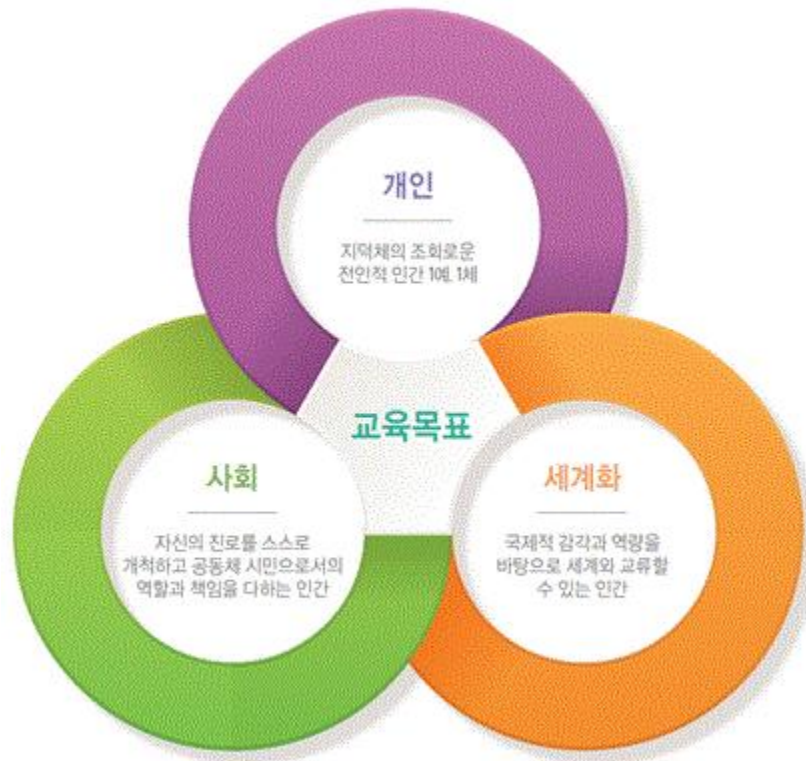 개인
지덕체의 조화로운
전인적 인간 1예, 1체
교육목표
사회
자신의 진로를 스스로
개척하고 공동체 시민으로서의
역할과 책임을 다하는 인간
세계화
국제적 감각과 역량을
바탕으로 세계와 교류할
수 있는 인간